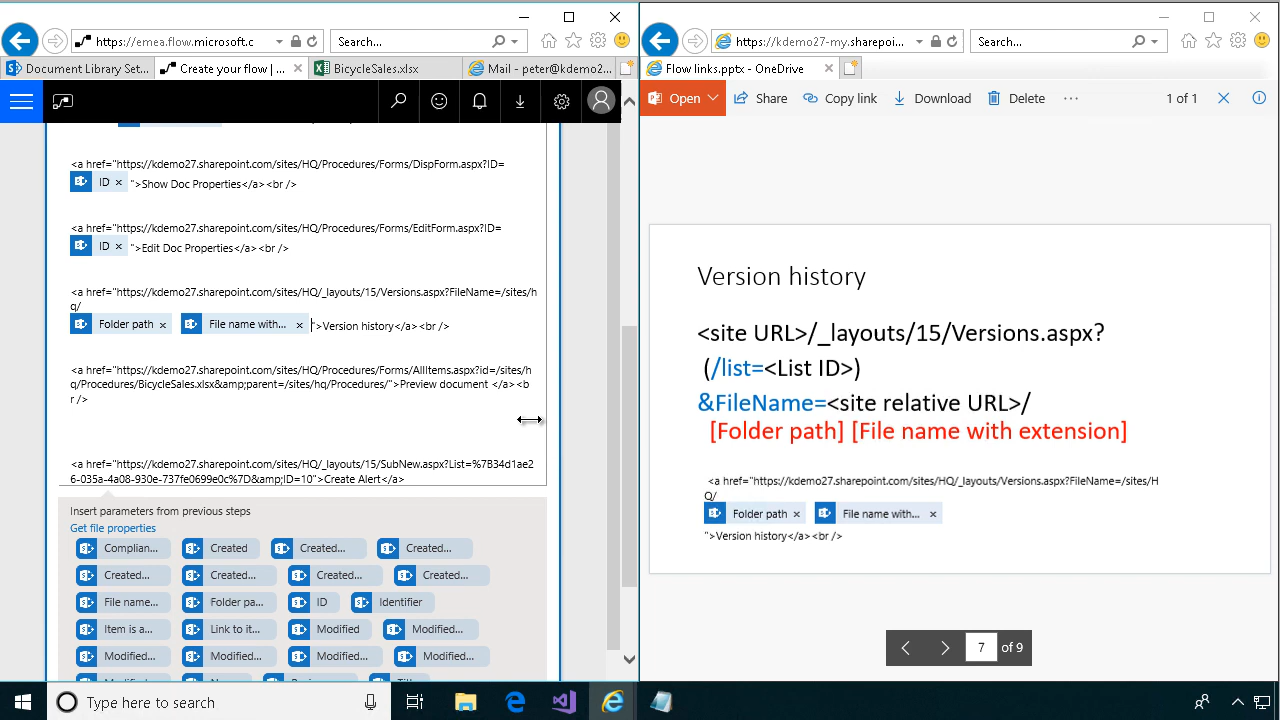 https://emea.flow.microsoft.c
Search...
Document Library Set...
Create your flow | ...
BicycleSales.xlsx
Mail - peter@kdemo2...
<a href="https://kdemo27.sharepoint.com/sites/HQ/Procedures/Forms/DispForm.aspx?ID=
ID ×
">Show Doc Properties</a><br />
<a href="https://kdemo27.sharepoint.com/sites/HQ/Procedures/Forms/EditForm.aspx?ID=
ID ×
">Edit Doc Properties</a><br />
<a href="https://kdemo27.sharepoint.com/sites/HQ/_layouts/15/Versions.aspx?FileName=/sites/h
q/
Folder path × File name with... × ">Version history</a><br />
<a href="https://kdemo27.sharepoint.com/sites/HQ/Procedures/Forms/AllItems.aspx?id=/sites/h
q/Procedures/BicycleSales.xlsx&amp;parent=/sites/hq/Procedures/">Preview document </a><b
r />
<a href="https://kdemo27.sharepoint.com/sites/HQ/_layouts/15/SubNew.aspx?List=%7B34d1ae2
6-035a-4a08-930e-737fe0699e0c%7D&amp;ID=10">Create Alert</a>
Insert parameters from previous steps
Get file properties
Complian... Created Created... Created...
Created... Created... Created... Created...
File name... Folder pa... ID Identifier
Item is a... Link to it... Modified Modified...
Modified... Modified... Modified... Modified...
Type here to search
https://kdemo27-my.sharepoi...
Search...
Flow links.pptx - OneDrive ×
Open
Share
Copy link
Download
Delete
...
1 of 1
Version history
<site URL>/_layouts/15/Versions.aspx?
(/list=<List ID>)
&FileName=<site relative URL>/
[Folder path] [File name with extension]
<a href="https://kdemo27.sharepoint.com/sites/HQ/_layouts/15/Versions.aspx?FileName=/sites/H
Q/
Folder path × File name with... ×
">Version history</a><br />
7 of 9